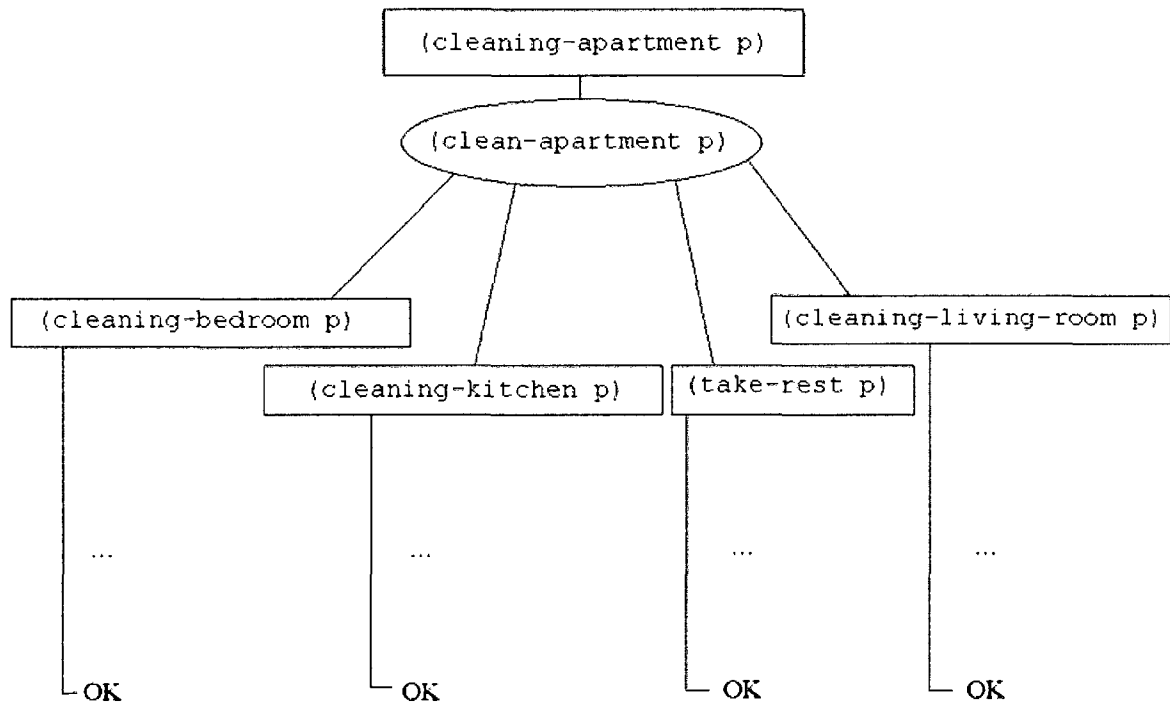 (cleaning-apartment p)
(clean-apartment p)
(cleaning-bedroom p)
(cleaning-living-room p)
(cleaning-kitchen p)
(take-rest p)
... ... ... ...
OK OK OK OK